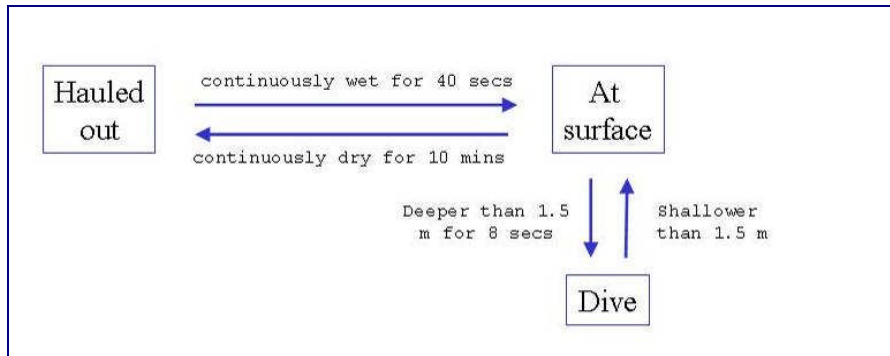 Hauled
out
continuously wet for 40 secs
continuously dry for 10 mins
At
surface
Deeper than 1.5
m for 8 secs
Shallower
than 1.5 m
Dive